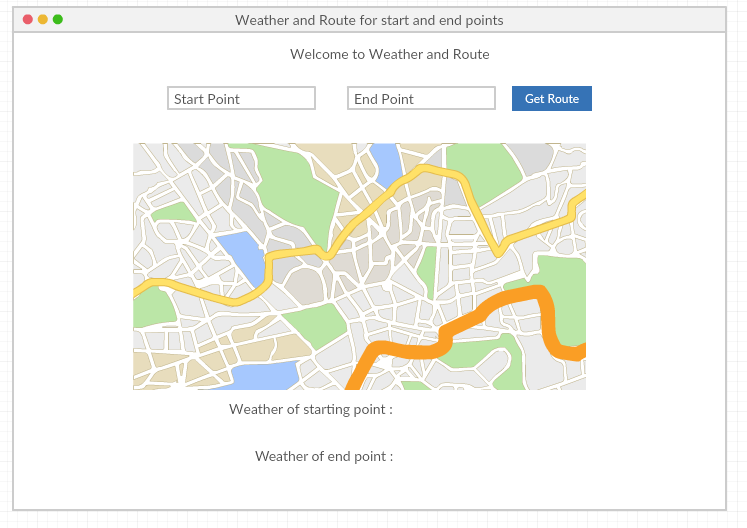 Weather and Route for start and end points
Welcome to Weather and Route
Start Point
End Point
Get Route
Weather of starting point :
Weather of end point :